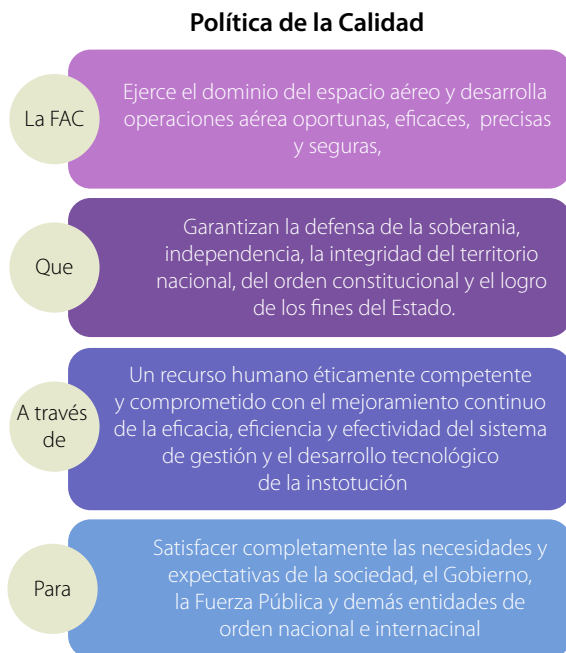 Política de la Calidad
La FAC
Ejerce el dominio del espacio aéreo y desarrolla
operaciones aérea oportunas, eficaces, precisas
y seguras,
Que
Garantizan la defensa de la soberania,
independencia, la integridad del territorio
nacional, del orden constitucional y el logro
de los fines del Estado.
A través
de
Un recurso humano éticamente competente
y comprometido con el mejoramiento continuo
de la eficacia, eficiencia y efectividad del sistema
de gestión y el desarrollo tecnológico
de la instotución
Para
Satisfacer completamente las necesidades y
expectativas de la sociedad, el Gobierno,
la Fuerza Pública y demás entidades de
orden nacional e internacinal